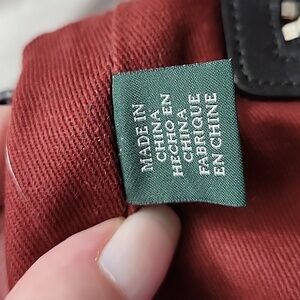 MADE IN
CHINA
HECHO EN
CHINA
FABRIQUE
EN CHINE